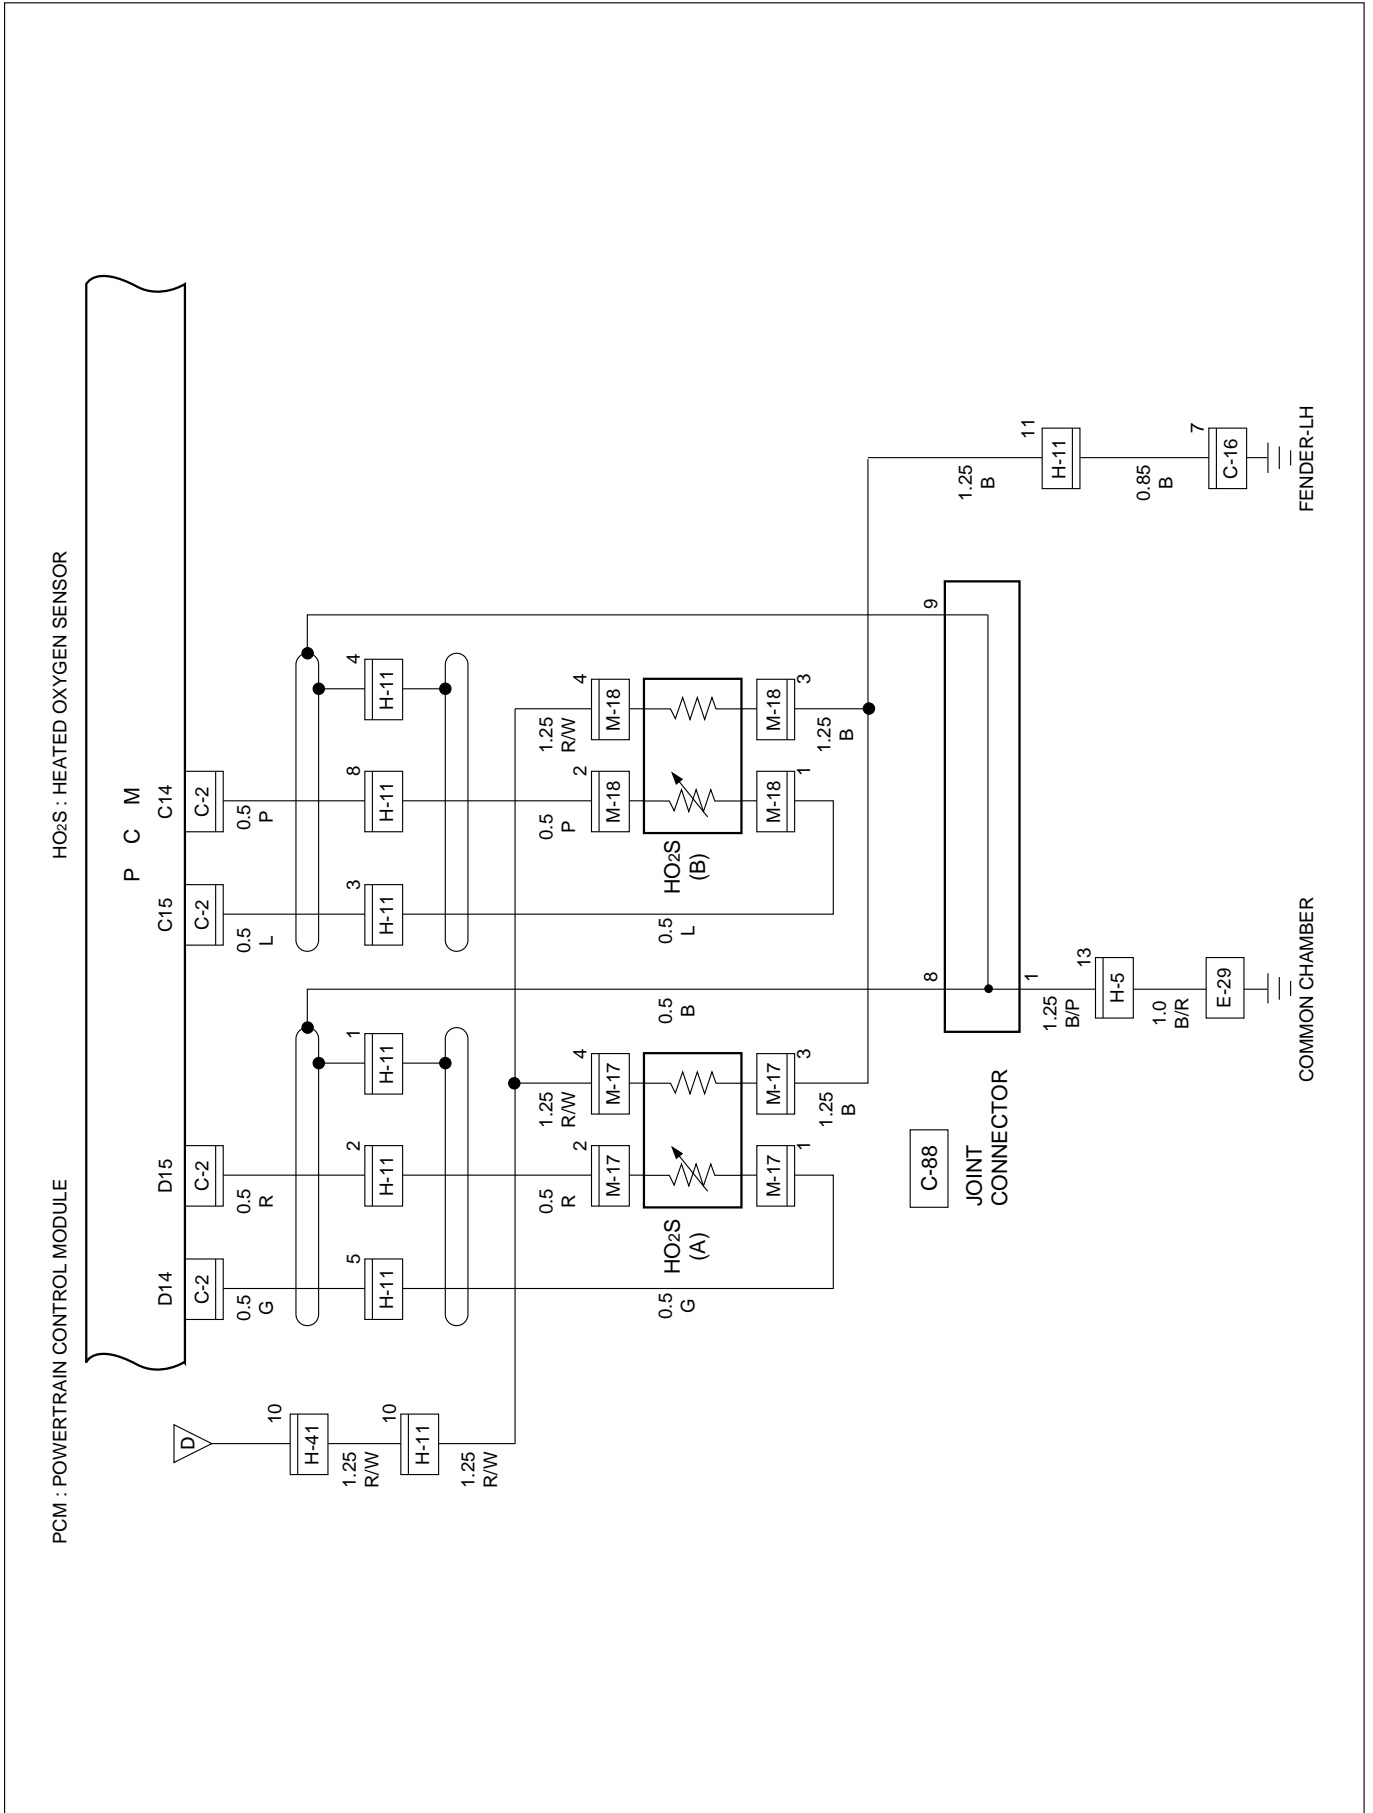 PCM : POWERTRAIN CONTROL MODULE
HO2S : HEATED OXYGEN SENSOR
P C M
D14
D15
C15
C14
C-2
C-2
C-2
C-2
D
0.5
G
0.5
R
0.5
L
0.5
P
10
H-41
1.25
R/W
10
H-11
1.25
R/W
5
H-11
2
H-11
1
H-11
3
H-11
8
H-11
4
H-11
0.5
R
1.25
R/W
0.5
P
1.25
R/W
2
M-17
4
M-17
2
M-18
4
M-18
HO2S
(A)
HO2S
(B)
0.5
G
0.5
B
0.5
L
M-17
1
M-17
3
M-18
1
M-18
3
1.25
B
1.25
B
C-88
JOINT
CONNECTOR
8
9
1
1.25
B/P
13
H-5
1.0
B/R
E-29
COMMON CHAMBER
1.25
B
11
H-11
0.85
B
7
C-16
FENDER-LH